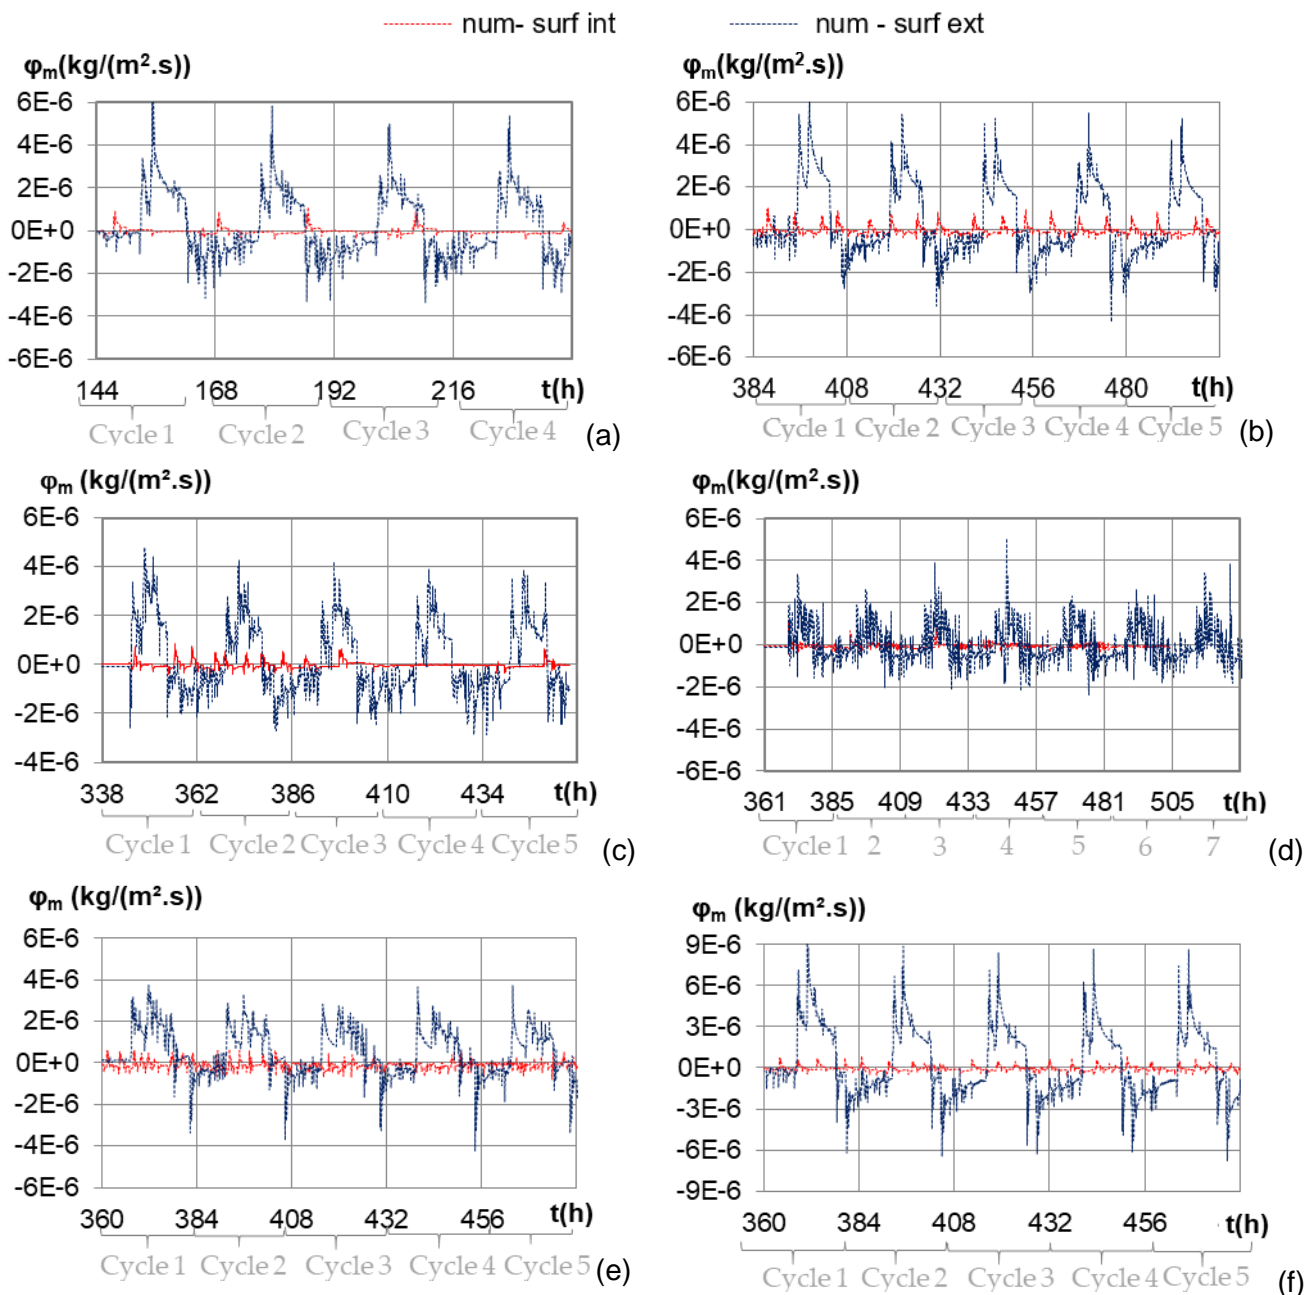 num- surf int num - surf ext
φm(kg/(m².s))
6E-6
4E-6
2E-6
0E+0
-2E-6
-4E-6
-6E-6
144 168 192 216 t(h)
Cycle 1 Cycle 2 Cycle 3 Cycle 4 (a)
φm(kg/(m².s))
6E-6
4E-6
2E-6
0E+0
-2E-6
-4E-6
-6E-6
384 408 432 456 480 t(h)
Cycle 1 Cycle 2 Cycle 3 Cycle 4 Cycle 5 (b)
φm (kg/(m².s))
6E-6
4E-6
2E-6
0E+0
-2E-6
-4E-6
338 362 386 410 434 t(h)
Cycle 1 Cycle 2 Cycle 3 Cycle 4 Cycle 5 (c)
φm(kg/(m².s))
6E-6
4E-6
2E-6
0E+0
-2E-6
-4E-6
-6E-6
361 385 409 433 457 481 505 t(h)
Cycle 1 2 3 4 5 6 7 (d)
φm (kg/(m².s))
6E-6
4E-6
2E-6
0E+0
-2E-6
-4E-6
-6E-6
360 384 408 432 456 t(h)
Cycle 1 Cycle 2 Cycle 3 Cycle 4 Cycle 5 (e)
φm (kg/(m².s))
9E-6
6E-6
3E-6
0E+0
-3E-6
-6E-6
-9E-6
360 384 408 432 456 t(h)
Cycle 1 Cycle 2 Cycle 3 Cycle 4 Cycle 5 (f)